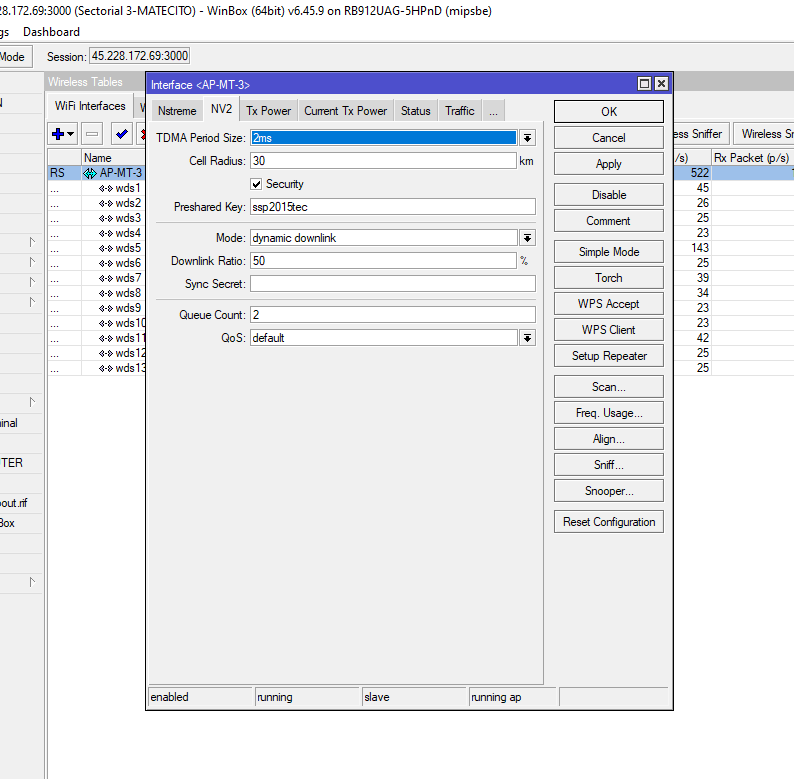 28.172.69:3000 (Sectorial 3-MATECITO) - WinBox (64bit) v6.45.9 on RB912UAG-5HPnD (mipsbe)
gs Dashboard
Mode Session: 45.228.172.69:3000
Wireless Tables
WiFi Interfaces
Interface <AP-MT-3>
Nstreme NV2 Tx Power Current Tx Power Status Traffic ...
TDMA Period Size: 2ms
Cell Radius: 30 km
Security
Preshared Key: ssp2015tec
Mode: dynamic downlink
Downlink Ratio: 50 %
Sync Secret:
Queue Count: 2
QoS: default
OK
Cancel
Apply
Disable
Comment
Simple Mode
Torch
WPS Accept
WPS Client
Setup Repeater
Scan...
Freq. Usage...
Align...
Sniff...
Snooper...
Reset Configuration
enabled running slave running ap
ess Sniffer Wireless Sn
Name /s) Rx Packet (p/s)
RS AP-MT-3 522
... wds1 45
... wds2 26
... wds3 25
... wds4 23
... wds5 143
... wds6 25
... wds7 39
... wds8 34
... wds9 23
... wds10 23
... wds11 42
... wds12 25
... wds13 25
N
inal
TER
out.rif
Box